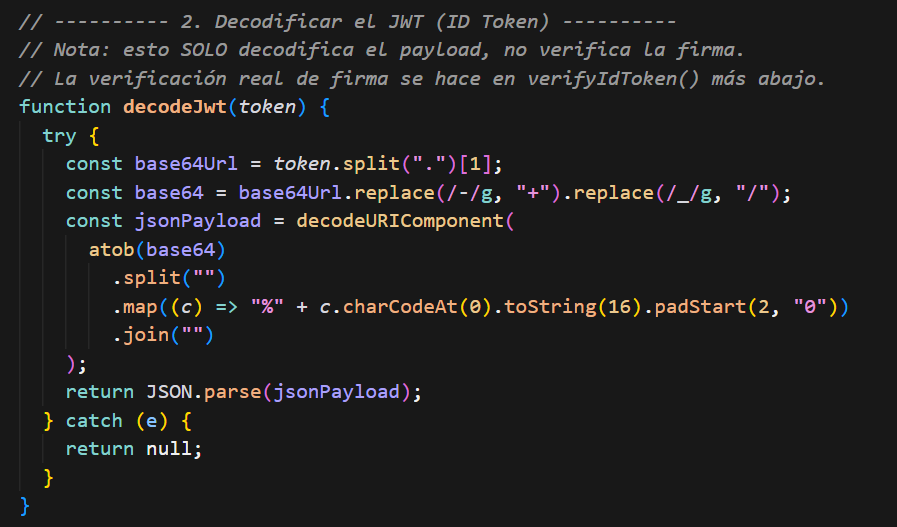 // ---------- 2. Decodificar el JWT (ID Token) ----------
// Nota: esto SOLO decodifica el payload, no verifica la firma.
// La verificación real de firma se hace en verifyIdToken() más abajo.
function decodeJwt(token) {
  try {
    const base64Url = token.split(".")[1];
    const base64 = base64Url.replace(/-/g, "+").replace(/_/g, "/");
    const jsonPayload = decodeURIComponent(
      atob(base64)
        .split("")
        .map((c) => "%" + c.charCodeAt(0).toString(16).padStart(2, "0"))
        .join("")
    );
    return JSON.parse(jsonPayload);
  } catch (e) {
    return null;
  }
}